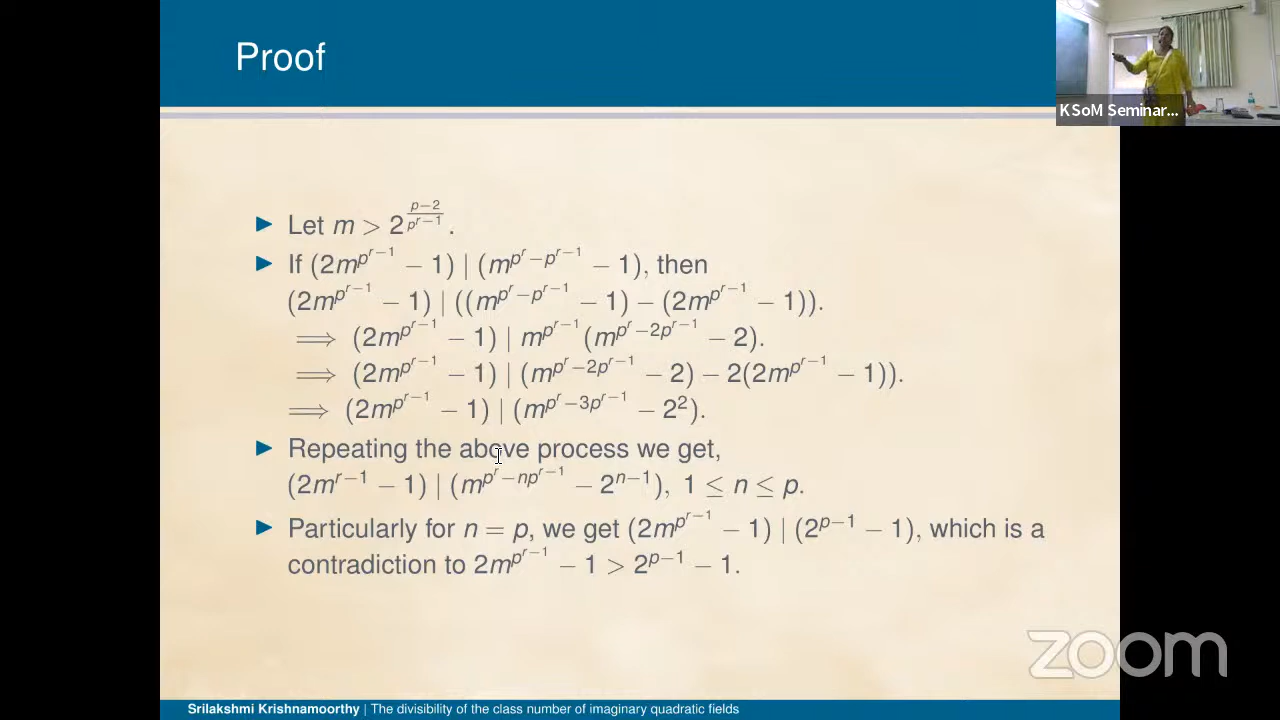 Proof
KSoM Seminar...
► Let m > 2^{\frac{p−2}{p^{r−1}}}.
► If (2m^{p^{r−1}} − 1) | (m^{p^r−p^{r−1}} − 1), then
(2m^{p^{r−1}} − 1) | ((m^{p^r−p^{r−1}} − 1) − (2m^{p^{r−1}} − 1)).
⟹ (2m^{p^{r−1}} − 1) | m^{p^{r−1}}(m^{p^r−2p^{r−1}} − 2).
⟹ (2m^{p^{r−1}} − 1) | (m^{p^r−2p^{r−1}} − 2) − 2(2m^{p^{r−1}} − 1)).
⟹ (2m^{p^{r−1}} − 1) | (m^{p^r−3p^{r−1}} − 2^2).
► Repeating the above process we get,
(2m^{r−1} − 1) | (m^{p^r−np^{r−1}} − 2^{n−1}), 1 ≤ n ≤ p.
► Particularly for n = p, we get (2m^{p^{r−1}} − 1) | (2^{p−1} − 1), which is a
contradiction to 2m^{p^{r−1}} − 1 > 2^{p−1} − 1.
zoom
Srilakshmi Krishnamoorthy | The divisibility of the class number of imaginary quadratic fields